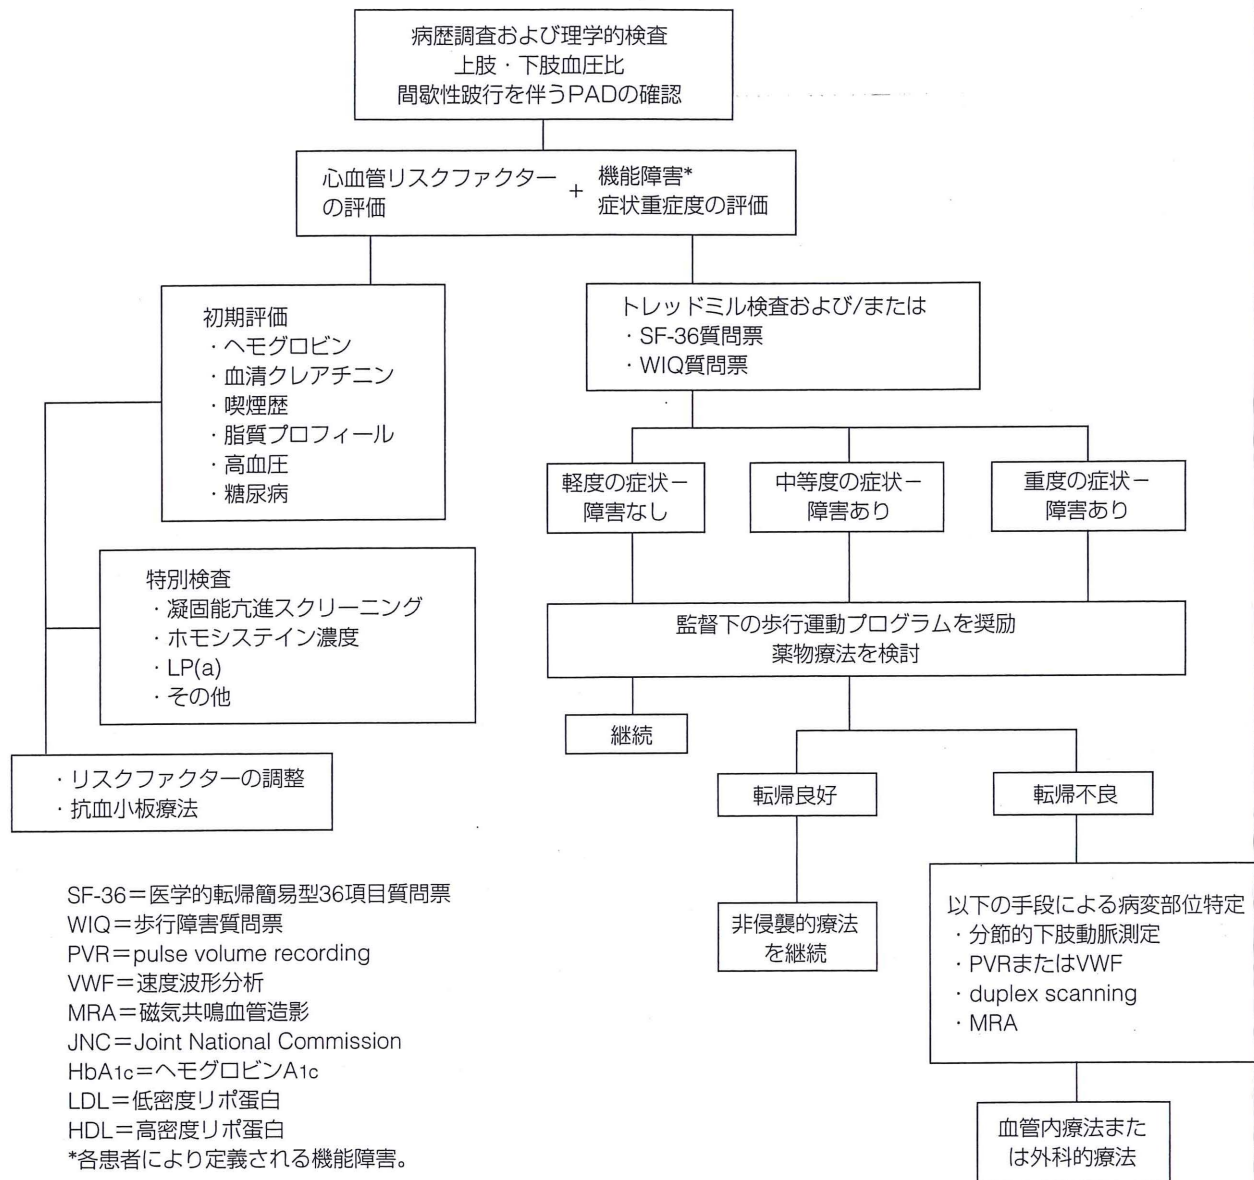 病歴調査および理学的検査
上肢・下肢血圧比
間歇性跛行を伴うPADの確認
心血管リスクファクター
の評価
+
機能障害*
症状重症度の評価
初期評価
・ヘモグロビン
・血清クレアチニン
・喫煙歴
・脂質プロフィール
・高血圧
・糖尿病
特別検査
・凝固能亢進スクリーニング
・ホモシステイン濃度
・LP(a)
・その他
・リスクファクターの調整
・抗血小板療法
トレッドミル検査および/または
・SF-36質問票
・WIQ質問票
軽度の症状−
障害なし
中等度の症状−
障害あり
重度の症状−
障害あり
監督下の歩行運動プログラムを奨励
薬物療法を検討
継続
転帰良好
転帰不良
非侵襲的療法
を継続
以下の手段による病変部位特定
・分節的下肢動脈測定
・PVRまたはVWF
・duplex scanning
・MRA
血管内療法また
は外科的療法
SF-36=医学的転帰簡易型36項目質問票
WIQ=歩行障害質問票
PVR=pulse volume recording
VWF=速度波形分析
MRA=磁気共鳴血管造影
JNC=Joint National Commission
HbA1c=ヘモグロビンA1c
LDL=低密度リポ蛋白
HDL=高密度リポ蛋白
*各患者により定義される機能障害。